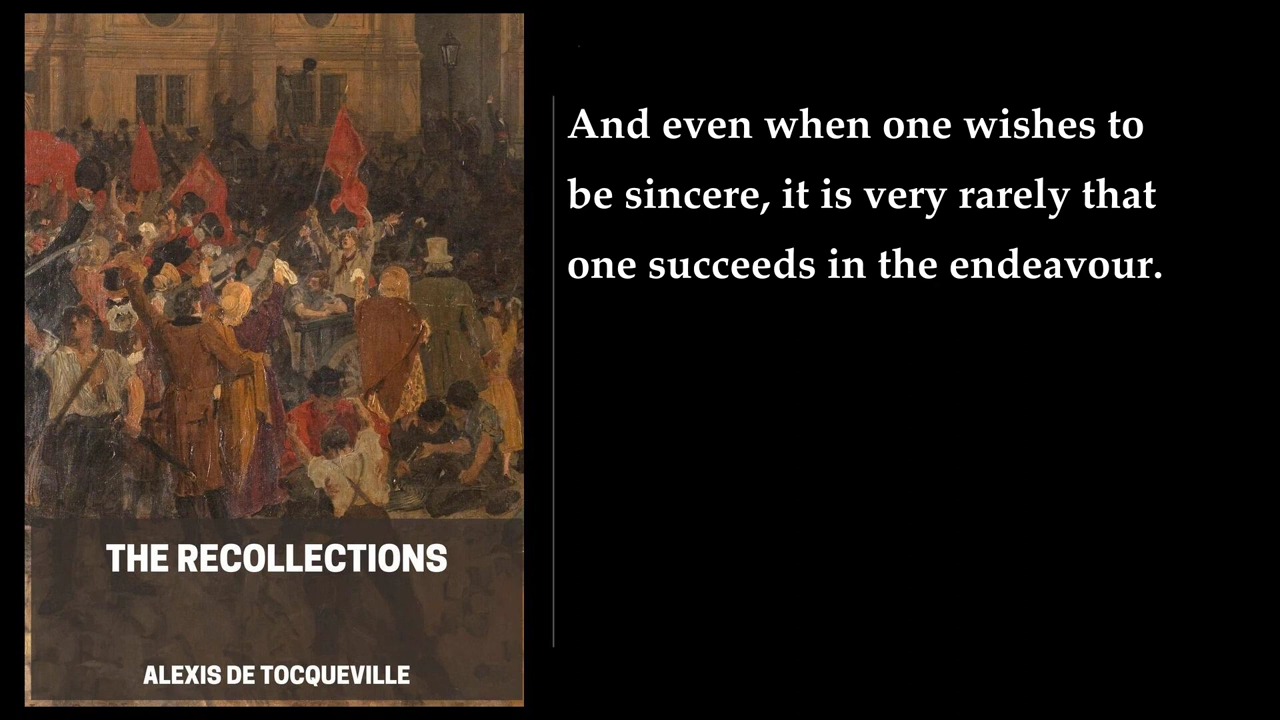 And even when one wishes to
be sincere, it is very rarely that
one succeeds in the endeavour.
THE RECOLLECTIONS
ALEXIS DE TOCQUEVILLE